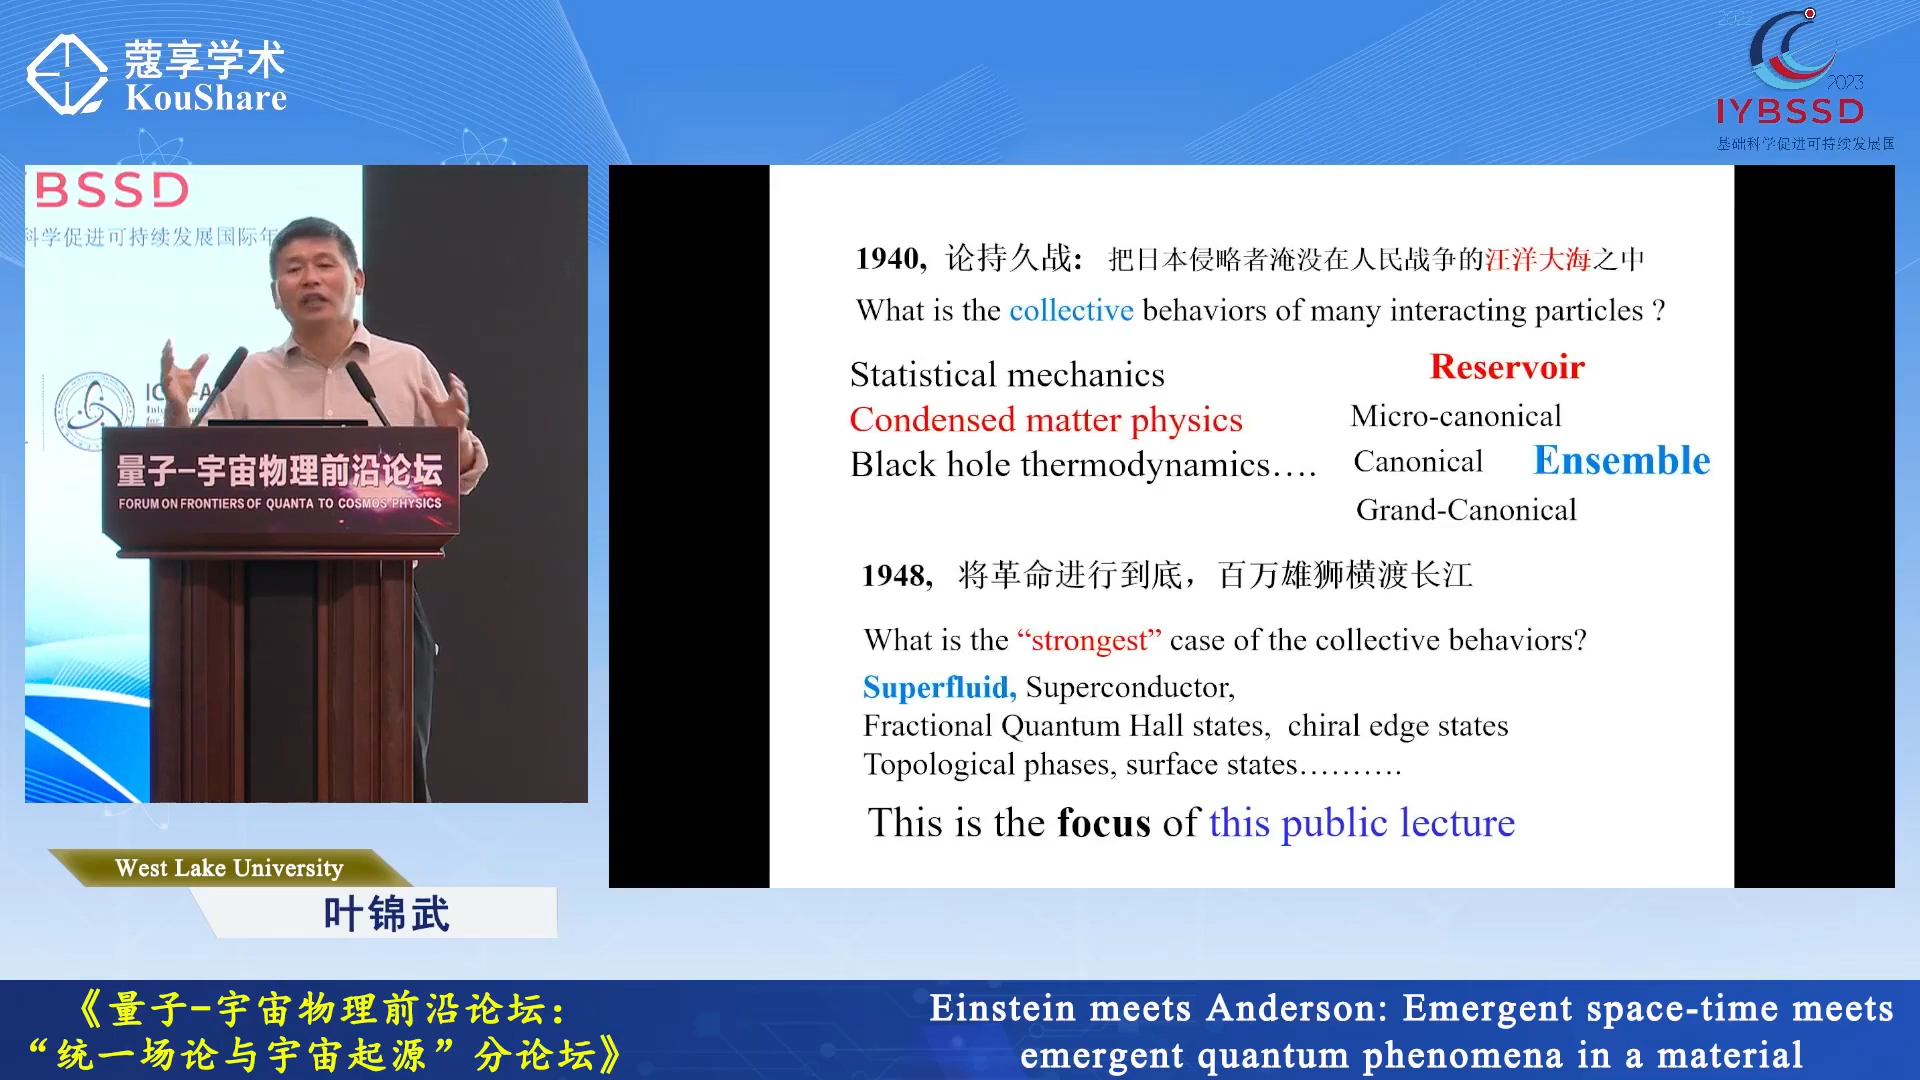 蔻享学术
KouShare
2022
2023
IYBSSD
基础科学促进可持续发展国
BSSD
科学促进可持续发展国际年
量子-宇宙物理前沿论坛
FORUM ON FRONTIERS OF QUANTA TO COSMOS PHYSICS
West Lake University
叶锦武
1940, 论持久战: 把日本侵略者淹没在人民战争的汪洋大海之中
What is the collective behaviors of many interacting particles ?
Statistical mechanics
Condensed matter physics
Black hole thermodynamics….
Reservoir
Micro-canonical
Canonical
Ensemble
Grand-Canonical
1948, 将革命进行到底，百万雄狮横渡长江
What is the “strongest” case of the collective behaviors?
Superfluid, Superconductor,
Fractional Quantum Hall states, chiral edge states
Topological phases, surface states……….
This is the focus of this public lecture
《量子-宇宙物理前沿论坛：
“统一场论与宇宙起源”分论坛》
Einstein meets Anderson: Emergent space-time meets
emergent quantum phenomena in a material